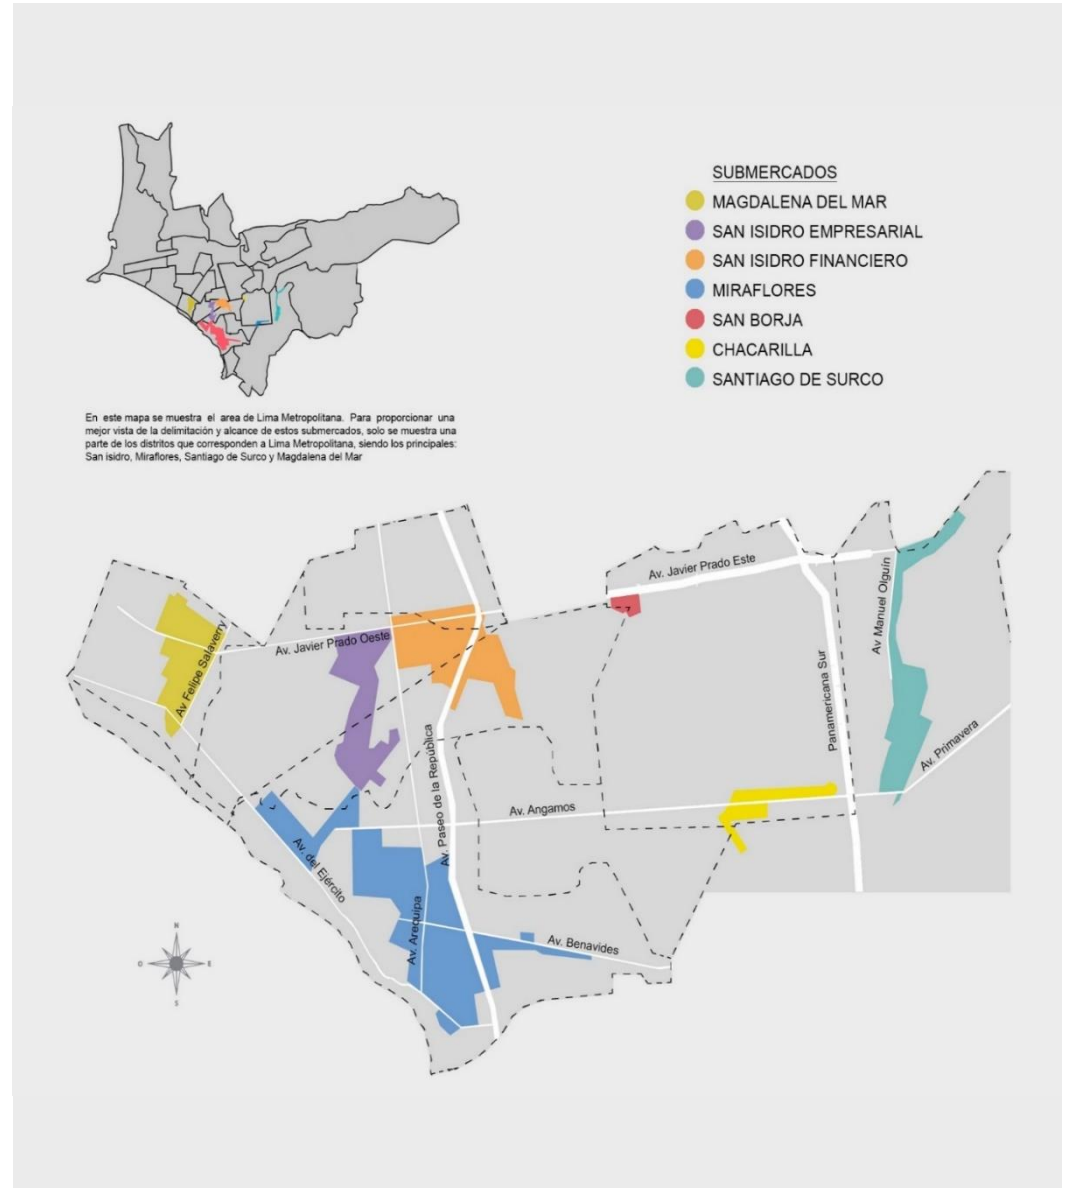 SUBMERCADOS
MAGDALENA DEL MAR
SAN ISIDRO EMPRESARIAL
SAN ISIDRO FINANCIERO
MIRAFLORES
SAN BORJA
CHACARILLA
SANTIAGO DE SURCO
En este mapa se muestra el area de Lima Metropolitana. Para proporcionar una
mejor vista de la delimitación y alcance de estos submercados, solo se muestra una
parte de los distritos que corresponden a Lima Metropolitana, siendo los principales:
San isidro, Miraflores, Santiago de Surco y Magdalena del Mar
Av. Javier Prado Este
Av Manuel Olguín
Av. Javier Prado Oeste
Av. Felipe Salaverry
Panamericana Sur
Av. Primavera
Av. Paseo de la República
Av. Angamos
Av. del Ejército
Av. Arequipa
Av. Benavides
N
O
E
S